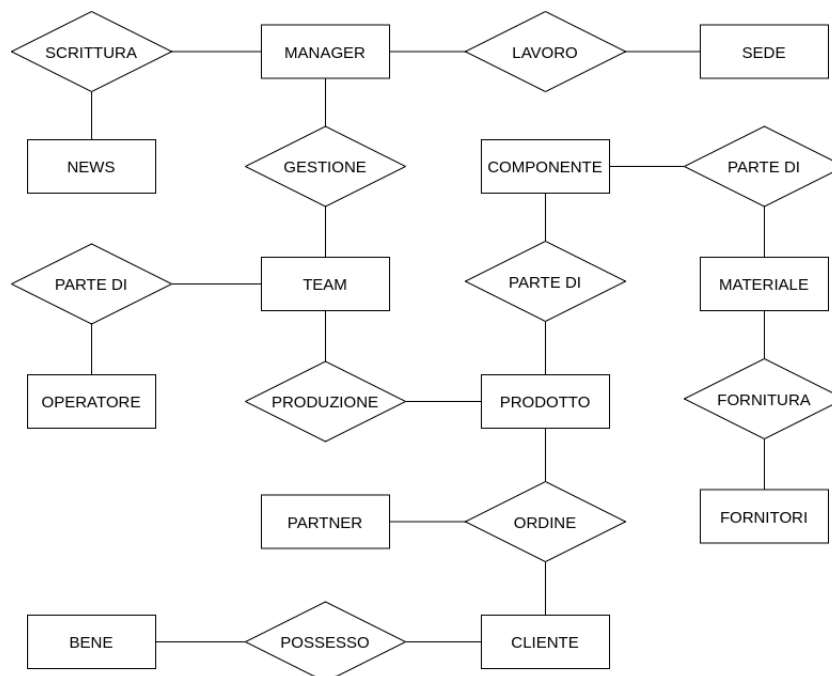 SCRITTURA
MANAGER
LAVORO
SEDE
NEWS
GESTIONE
COMPONENTE
PARTE DI
PARTE DI
TEAM
PARTE DI
MATERIALE
OPERATORE
PRODUZIONE
PRODOTTO
FORNITURA
PARTNER
ORDINE
FORNITORI
BENE
POSSESSO
CLIENTE